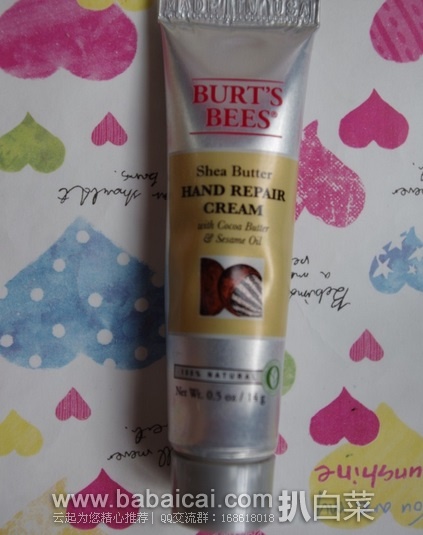 BURT'S
BEES®
Shea Butter
HAND REPAIR
CREAM
with Cocoa Butter
& Sesame Oil
100% NATURAL
Net Wt. 0.5 oz / 14 g
sunshine
www.babaicai.com 扒白菜
云起为您精心推荐| QQ交流群：168618018